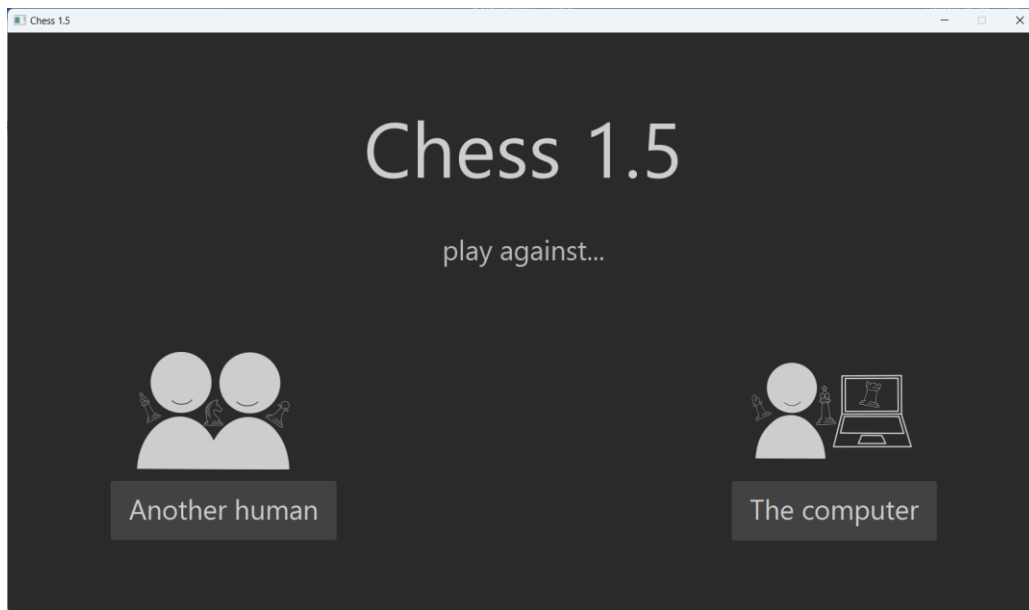 Chess 1.5
Chess 1.5
play against...
Another human
The computer